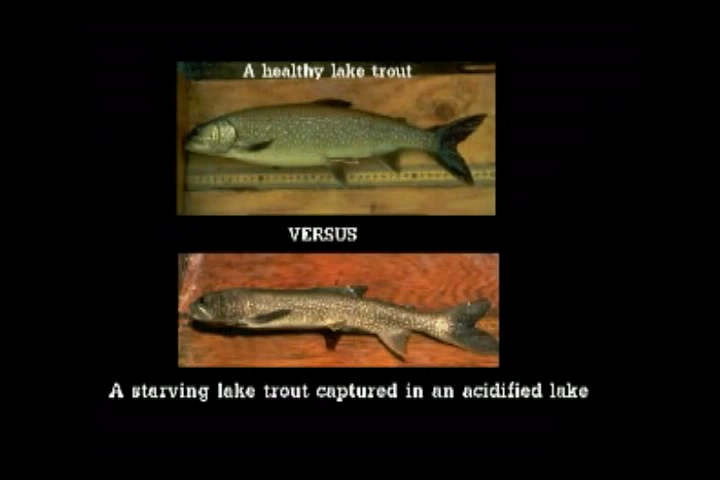 A healthy lake trout
VERSUS
A starving lake trout captured in an acidified lake